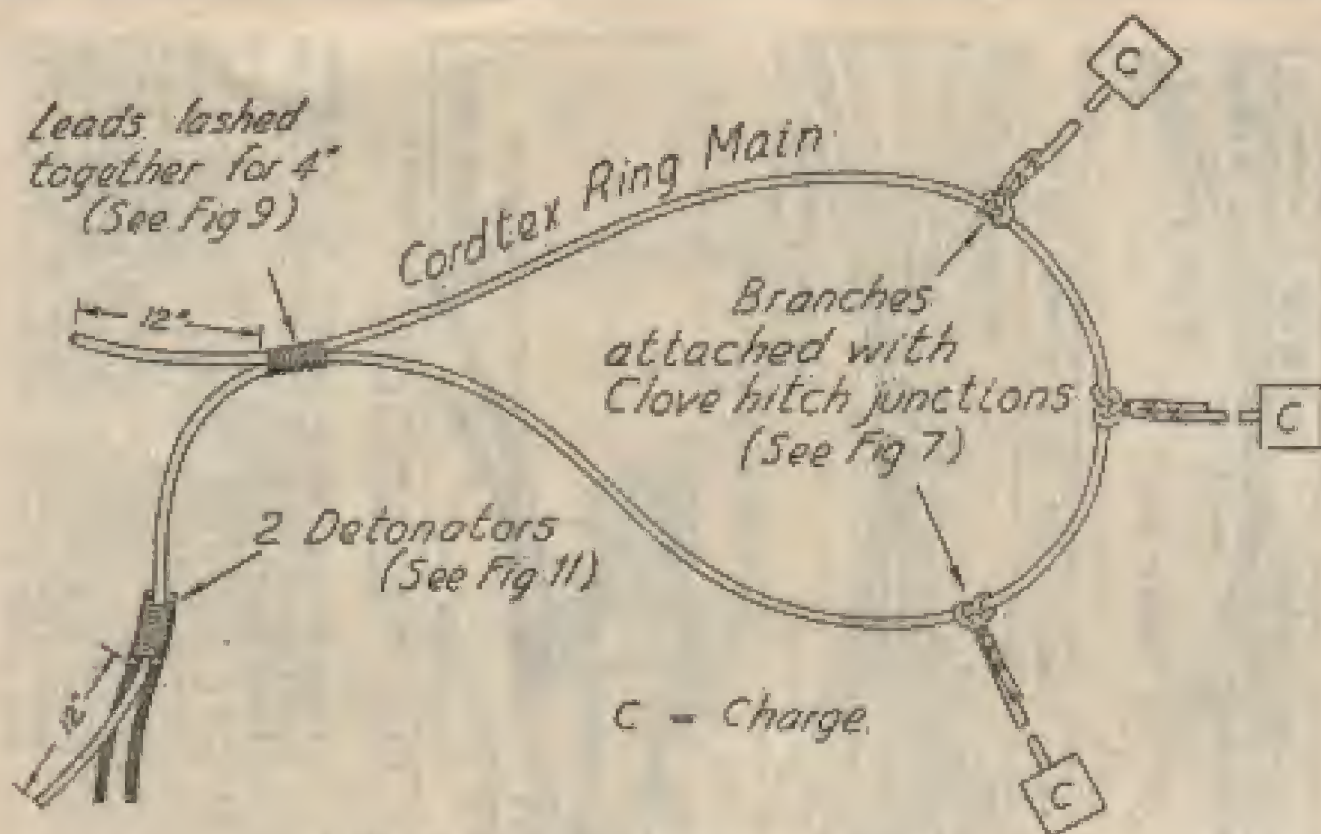 Leads lashed
together for 4"
(See Fig 9)
Cordtex Ring Main
12"
Branches
attached with
Clove hitch junctions
(See Fig 7)
2 Detonators
(See Fig 11)
12"
C = Charge.
C
C
C